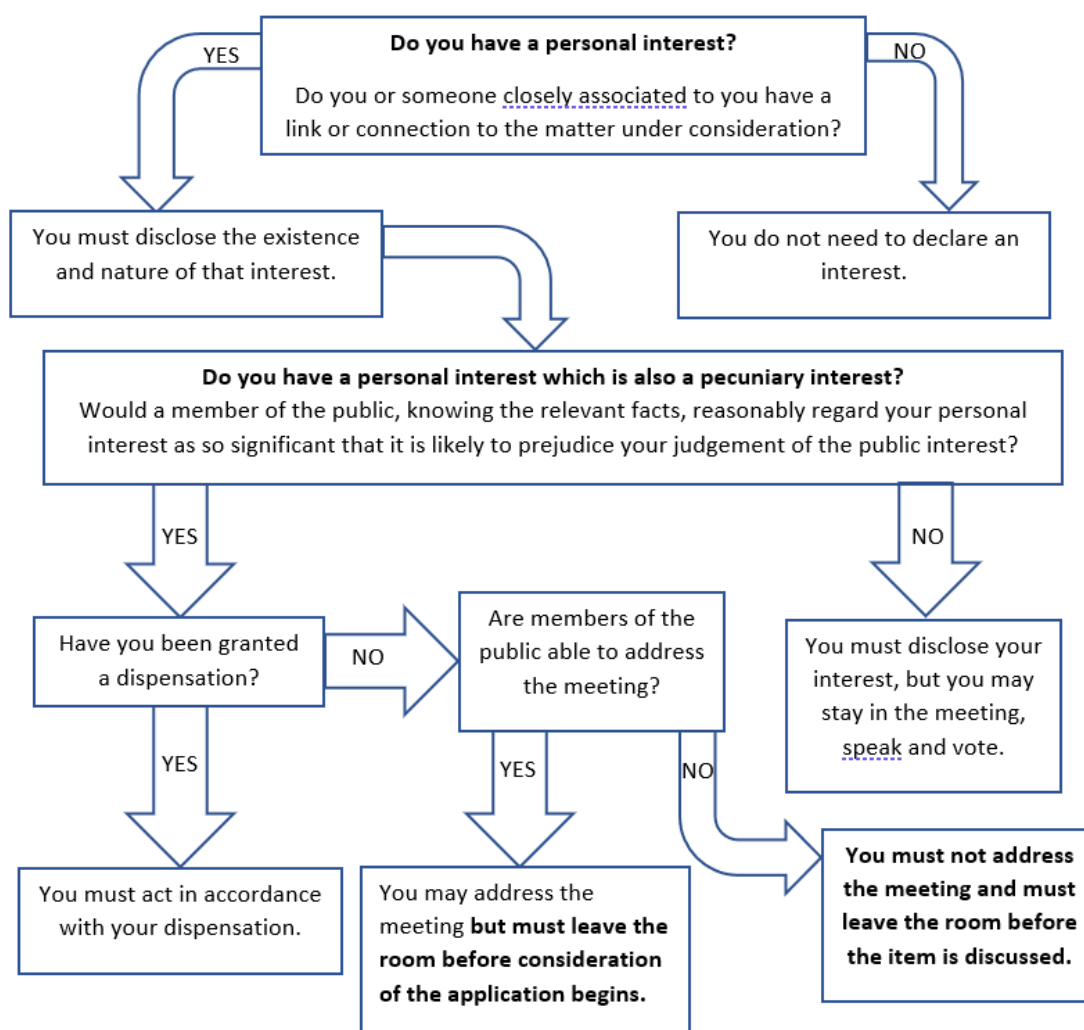 Do you have a personal interest?
YES
NO
Do you or someone closely associated to you have a
link or connection to the matter under consideration?
You must disclose the existence
and nature of that interest.
You do not need to declare an
interest.
Do you have a personal interest which is also a pecuniary interest?
Would a member of the public, knowing the relevant facts, reasonably regard your personal
interest as so significant that it is likely to prejudice your judgement of the public interest?
YES
NO
Have you been granted
a dispensation?
NO
Are members of the
public able to address
the meeting?
You must disclose your
interest, but you may
stay in the meeting,
speak and vote.
YES
YES
NO
You must act in accordance
with your dispensation.
You may address the
meeting but must leave the
room before consideration
of the application begins.
You must not address
the meeting and must
leave the room before
the item is discussed.